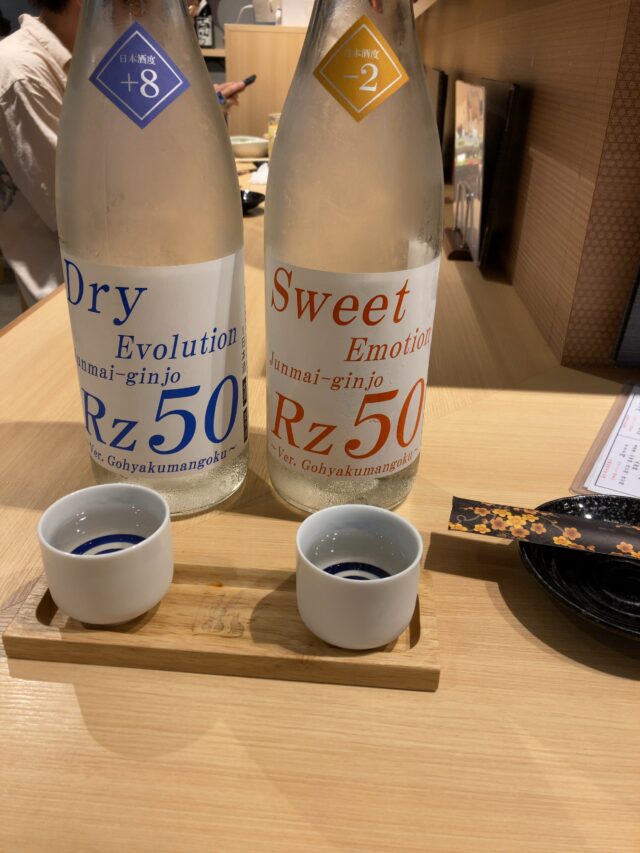 日本酒度
+8
Dry
Evolution
Junmai-ginjo
Rz50
~Ver. Gohyakumangoku~
日本酒度
-2
Sweet
Emotion
Junmai-ginjo
Rz50
~Ver. Gohyakumangoku~